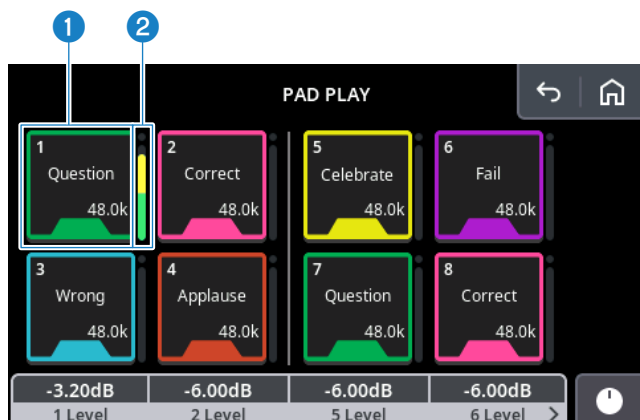 1 2
PAD PLAY
1
Question
48.0k
2
Correct
48.0k
5
Celebrate
48.0k
6
Fail
48.0k
3
Wrong
48.0k
4
Applause
48.0k
7
Question
48.0k
8
Correct
48.0k
-3.20dB -6.00dB -6.00dB -6.00dB
1 Level 2 Level 5 Level 6 Level >